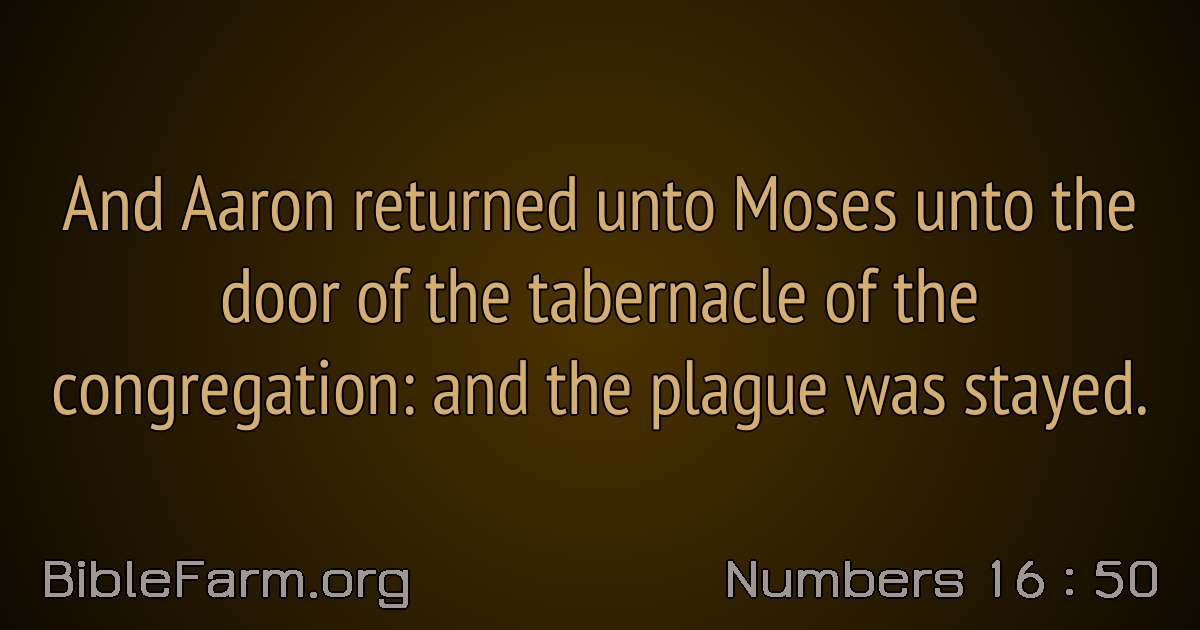 And Aaron returned unto Moses unto the
door of the tabernacle of the
congregation: and the plague was stayed.
BibleFarm.org
Numbers 16 : 50